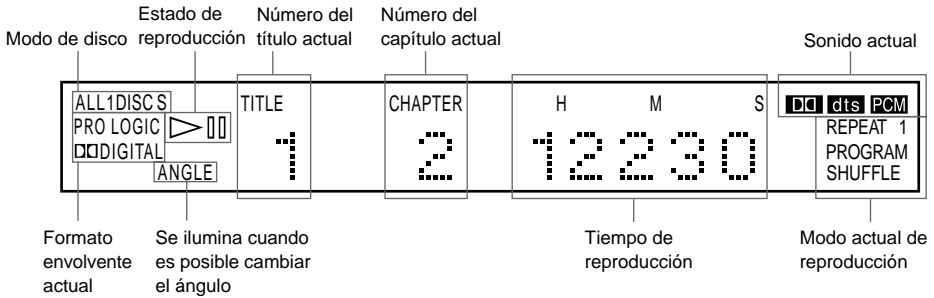 Modo de disco
Estado de
reproducción
Número del
título actual
Número del
capítulo actual
Sonido actual
ALL1DISC S
PRO LOGIC
DIGITAL
ANGLE
TITLE
1
CHAPTER
2
H M S
12230
dts PCM
REPEAT 1
PROGRAM
SHUFFLE
Formato
envolvente
actual
Se ilumina cuando
es posible cambiar
el ángulo
Tiempo de
reproducción
Modo actual de
reproducción